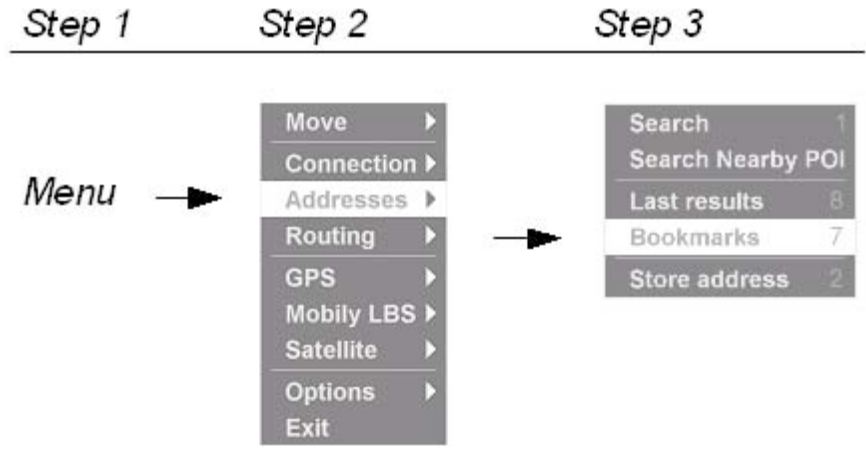 Step 1 Step 2 Step 3
Menu
Move
Connection
Addresses
Routing
GPS
Mobily LBS
Satellite
Options
Exit
Search 1
Search Nearby POI
Last results 8
Bookmarks 7
Store address 2